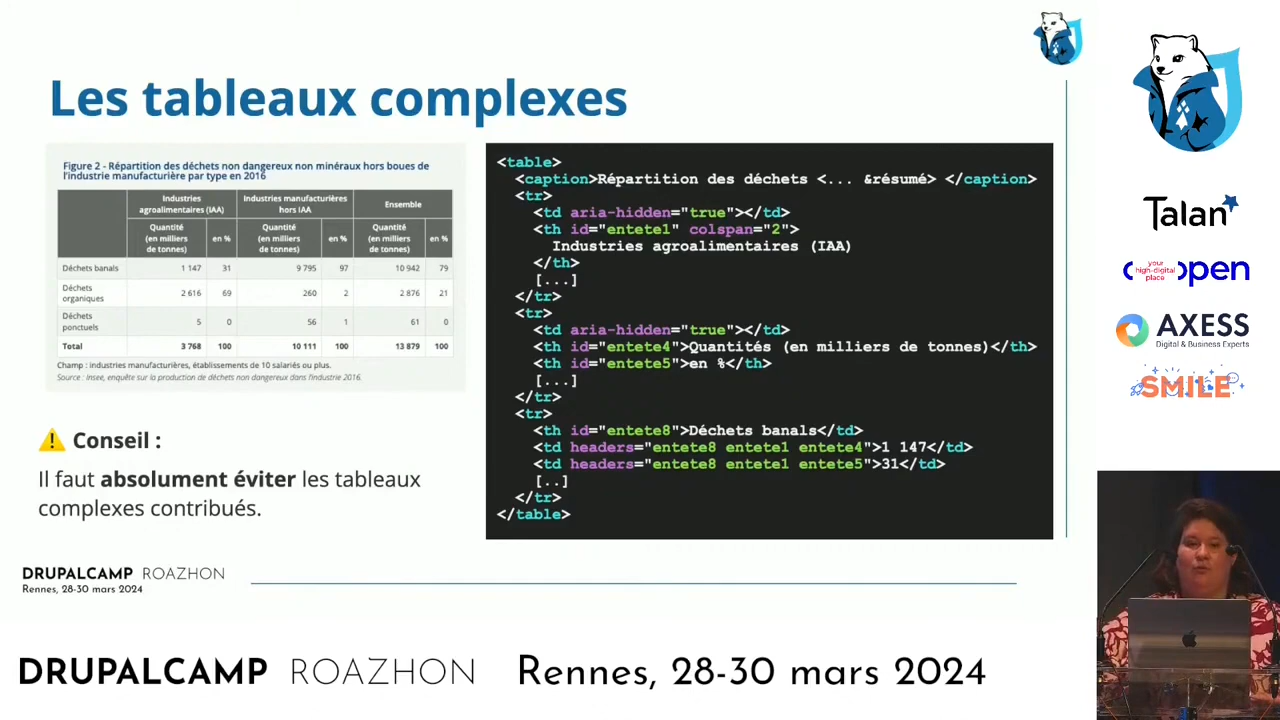 Les tableaux complexes
Figure 2 - Répartition des déchets non dangereux non minéraux hors boues de
l'industrie manufacturière par type en 2016
Industries
agroalimentaires (IAA)
Industries manufacturières
hors IAA
Ensemble
Quantité
(en milliers
de tonnes)
en %
Quantité
(en milliers
de tonnes)
en %
Quantité
(en milliers
de tonnes)
en %
Déchets banals 1 147 31 9 795 97 10 942 79
Déchets
organiques 2 616 69 260 2 2 876 21
Déchets
ponctuels 5 0 56 1 61 0
Total 3 768 100 10 111 100 13 879 100
Champ : industries manufacturières, établissements de 10 salariés ou plus.
Source : Insee, enquête sur la production de déchets non dangereux dans l'industrie 2016.
Conseil :
Il faut absolument éviter les tableaux
complexes contribués.
<table>
<caption>Répartition des déchets <... &résumé> </caption>
<tr>
<td aria-hidden="true"></td>
<th id="entete1" colspan="2">
Industries agroalimentaires (IAA)
</th>
[...]
</tr>
<tr>
<td aria-hidden="true"></td>
<th id="entete4">Quantités (en milliers de tonnes)</th>
<th id="entete5">en %</th>
[...]
</tr>
<tr>
<th id="entete8">Déchets banals</td>
<td headers="entete8 entete1 entete4">1 147</td>
<td headers="entete8 entete1 entete5">31</td>
[..]
</tr>
</table>
DRUPALCAMP ROAZHON
Rennes, 28-30 mars 2024
Talan
your
high-digital
place
open
AXESS
Digital & Business Experts
SMILE
DRUPALCAMP ROAZHON Rennes, 28-30 mars 2024